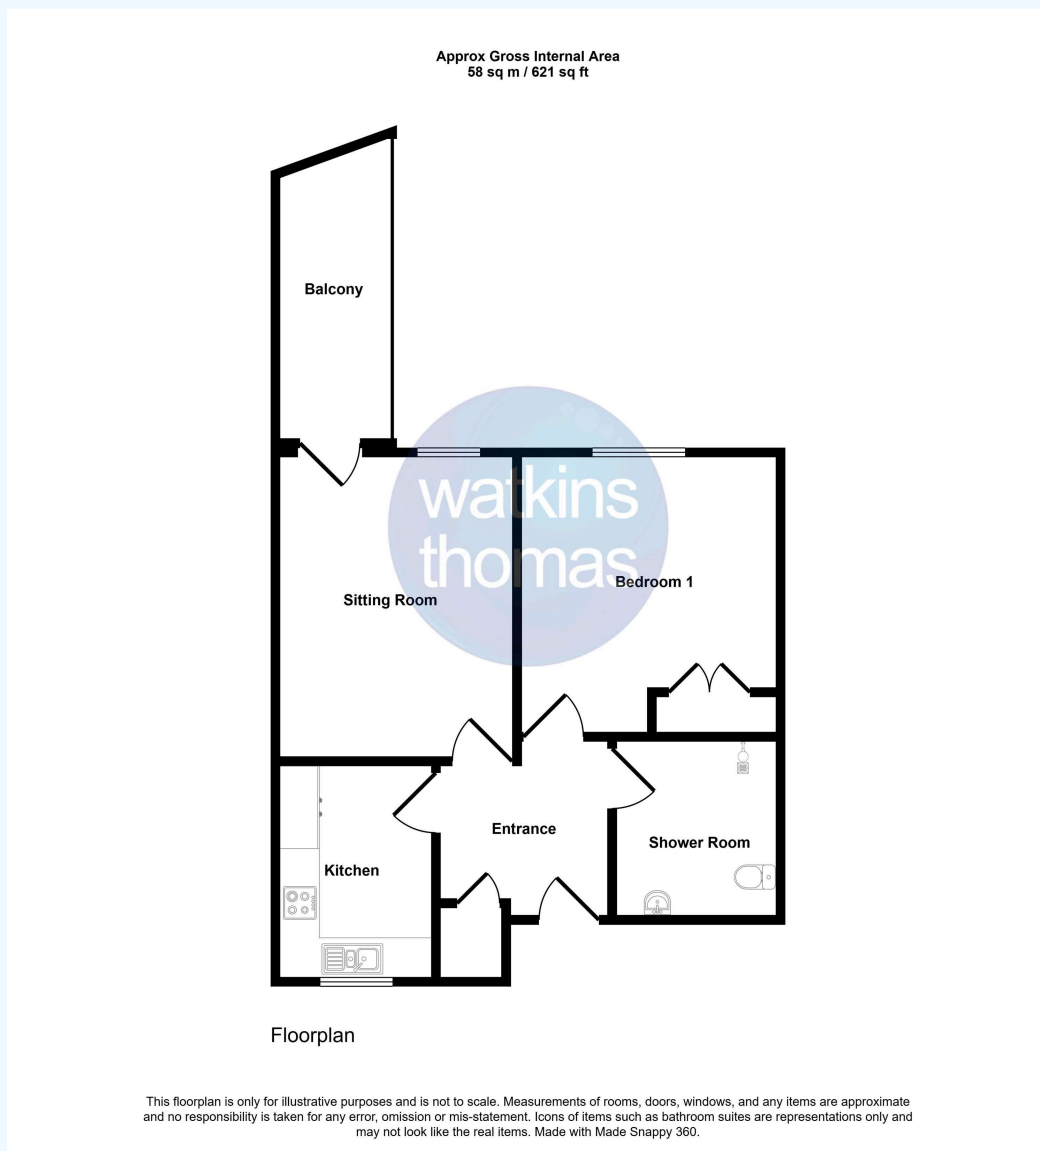 Approx Gross Internal Area
58 sq m / 621 sq ft
Balcony
watkins
thomas
Bedroom 1
Sitting Room
Entrance
Shower Room
Kitchen
Floorplan
This floorplan is only for illustrative purposes and is not to scale. Measurements of rooms, doors, windows, and any items are approximate
and no responsibility is taken for any error, omission or mis-statement. Icons of items such as bathroom suites are representations only and
may not look like the real items. Made with Made Snappy 360.